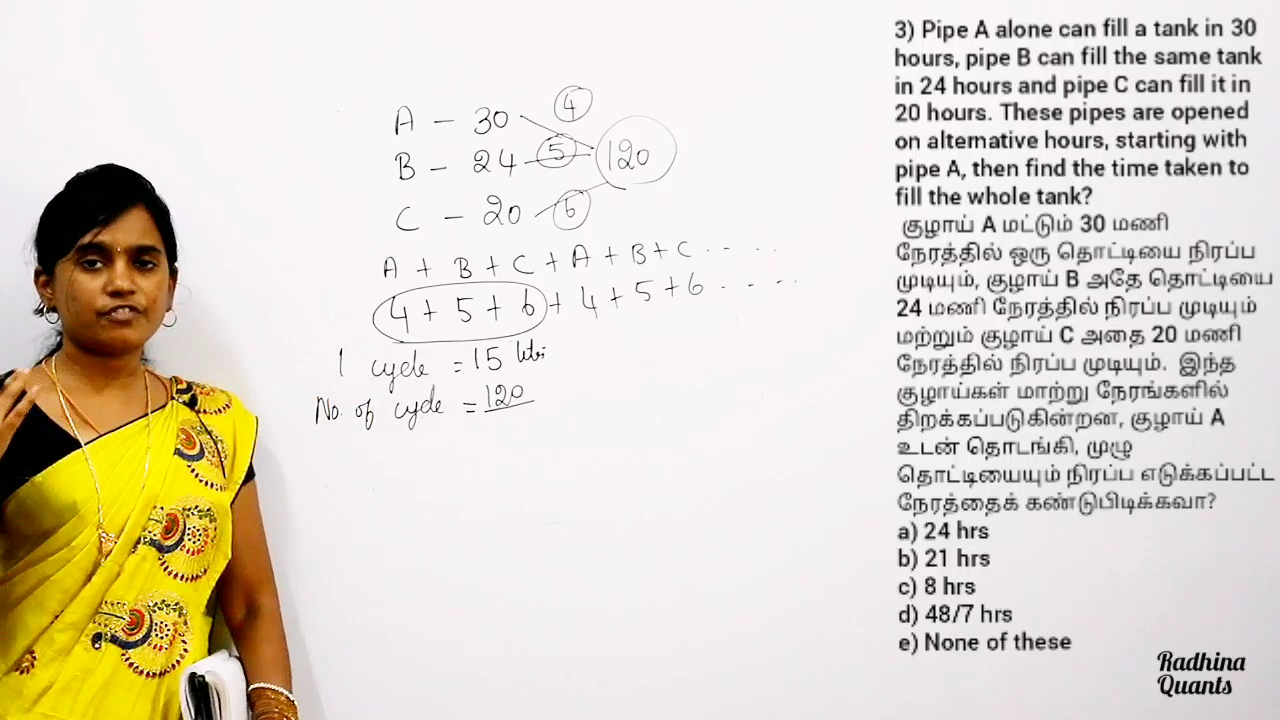 A - 30 4
B - 24 5 120
C - 20 6
A + B + C + A + B + C - - - -
4 + 5 + 6 + 4 + 5 + 6 - - - -
1 cycle = 15 litrs
No. of cycle = 120
3) Pipe A alone can fill a tank in 30
hours, pipe B can fill the same tank
in 24 hours and pipe C can fill it in
20 hours. These pipes are opened
on alternative hours, starting with
pipe A, then find the time taken to
fill the whole tank?
குழாய் A மட்டும் 30 மணி
நேரத்தில் ஒரு தொட்டியை நிரப்ப
முடியும், குழாய் B அதே தொட்டியை
24 மணி நேரத்தில் நிரப்ப முடியும்
மற்றும் குழாய் C அதை 20 மணி
நேரத்தில் நிரப்ப முடியும். இந்த
குழாய்கள் மாற்று நேரங்களில்
திறக்கப்படுகின்றன, குழாய் A
உடன் தொடங்கி, முழு
தொட்டியையும் நிரப்ப எடுக்கப்பட்ட
நேரத்தைக் கண்டுபிடிக்கவா?
a) 24 hrs
b) 21 hrs
c) 8 hrs
d) 48/7 hrs
e) None of these
Radhina
Quants